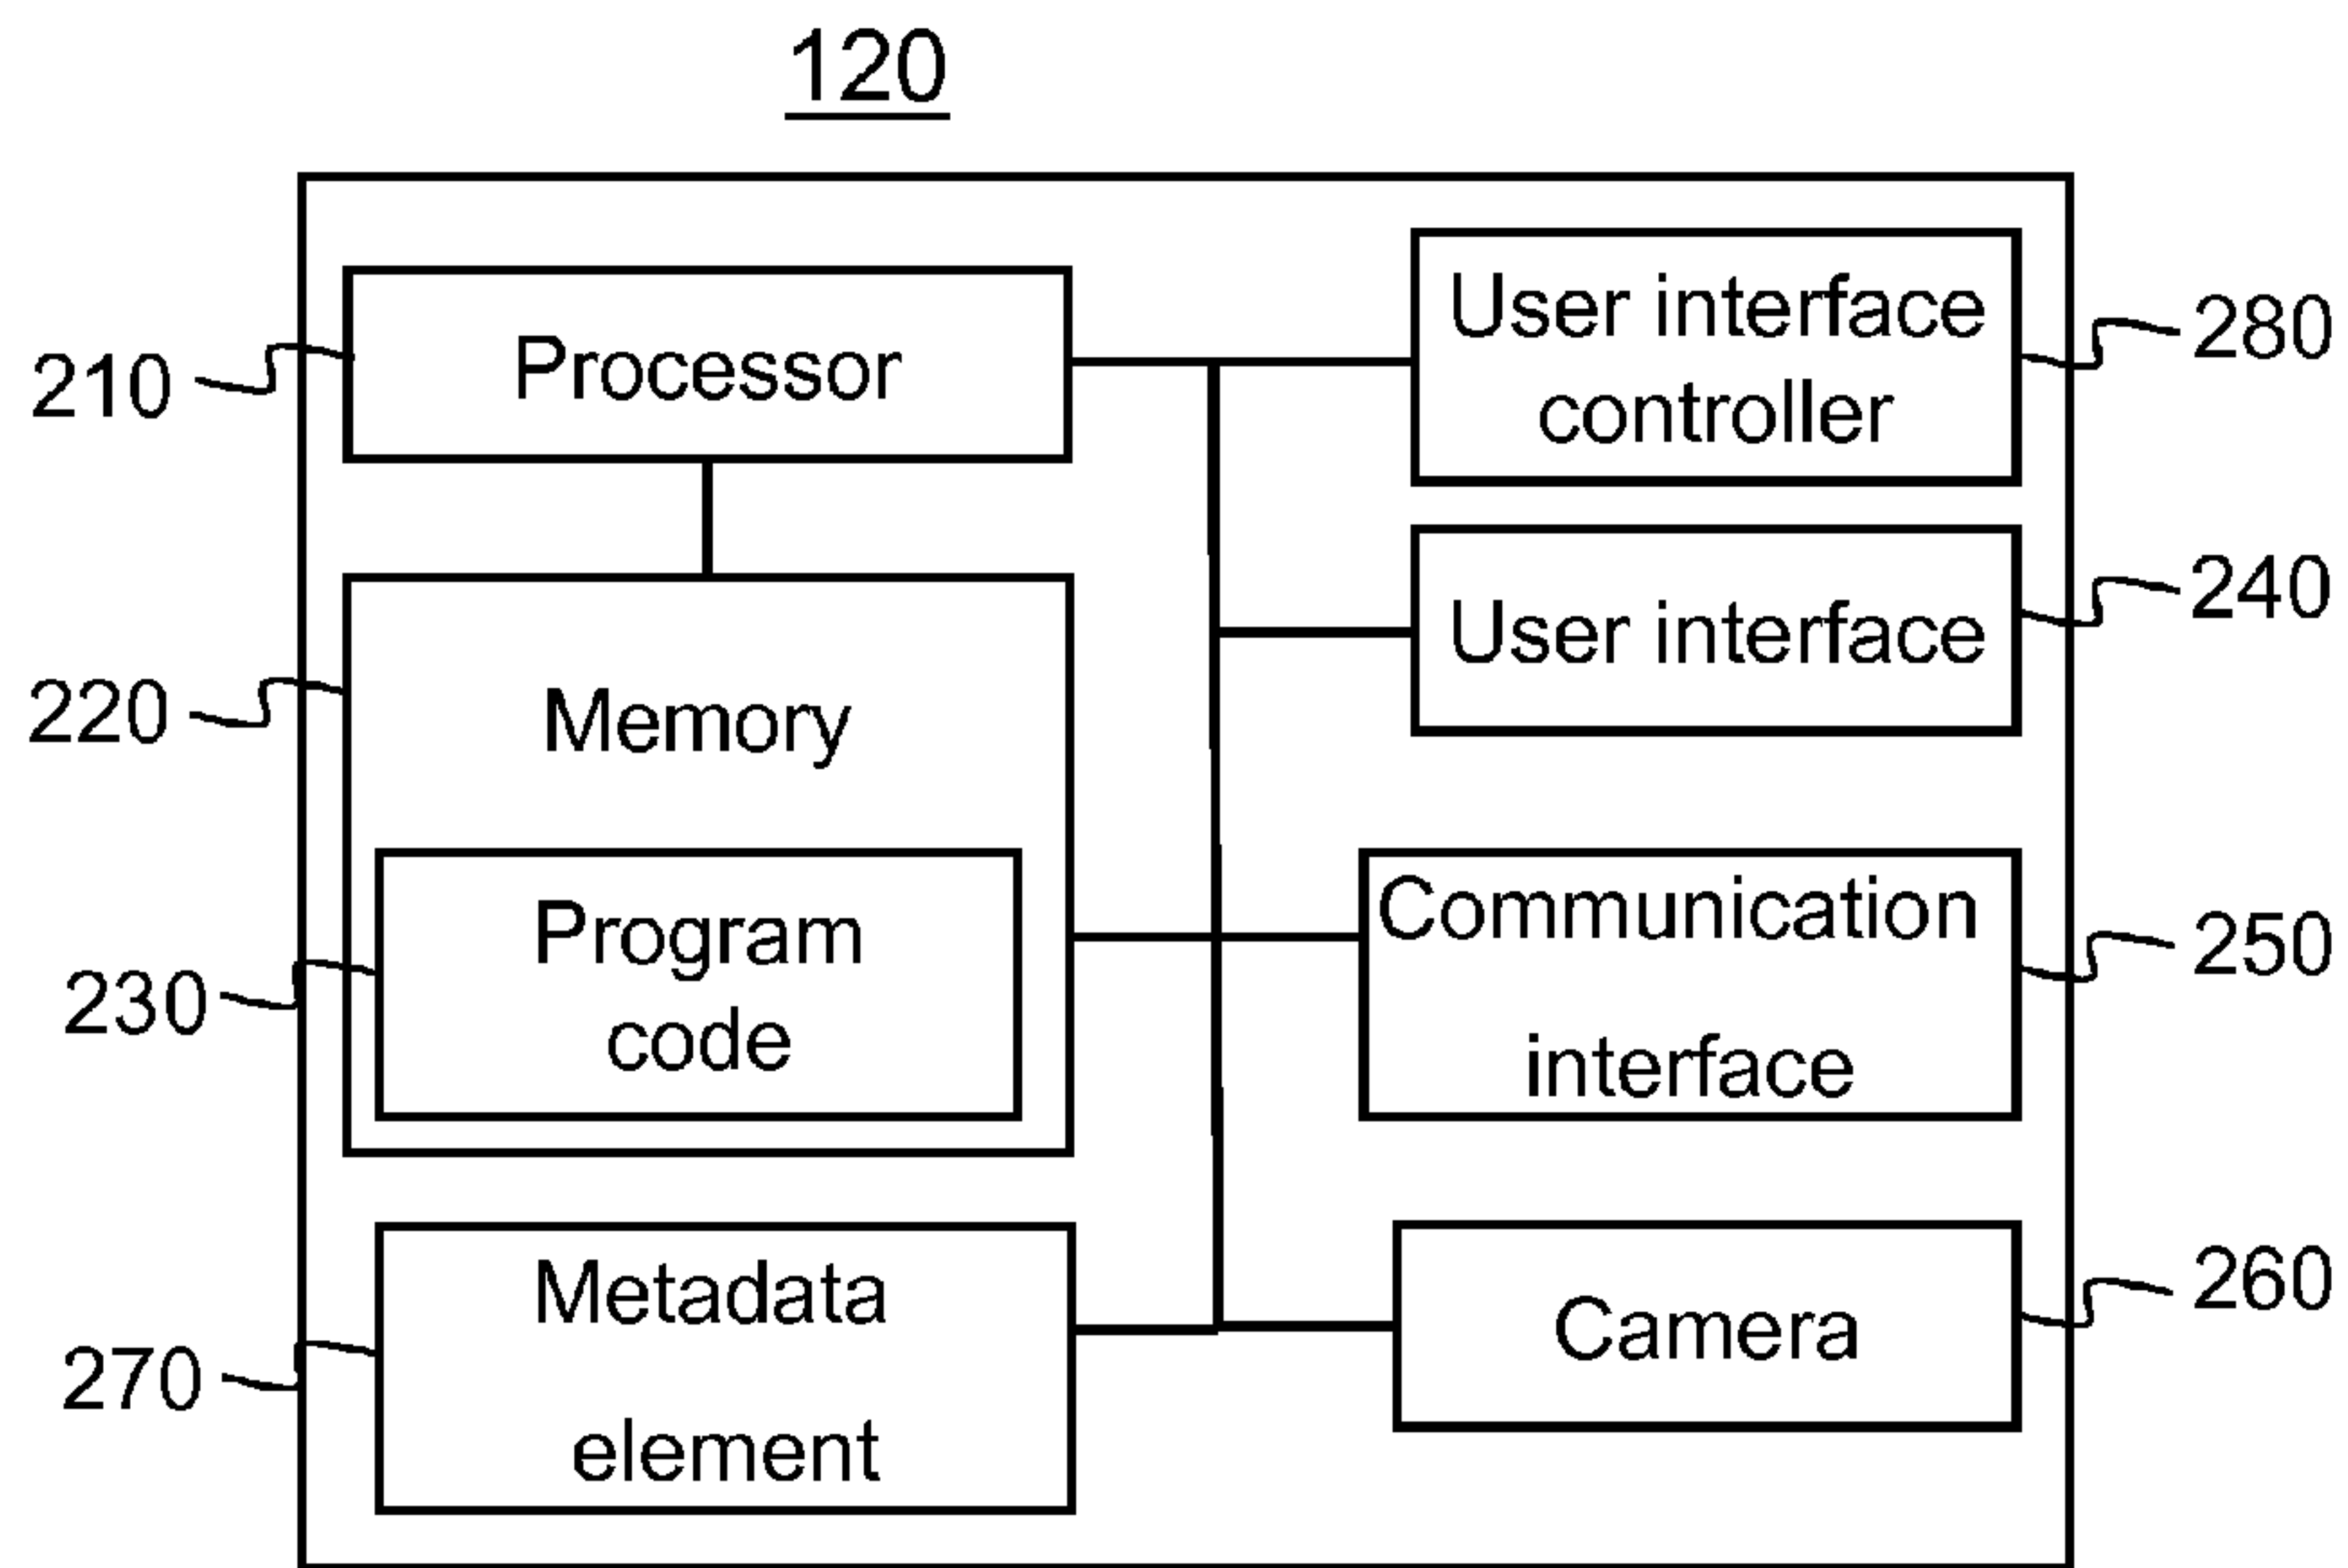 120
210
Processor
User interface
controller
280
220
Memory
User interface
240
230
Program
code
Communication
interface
250
270
Metadata
element
Camera
260